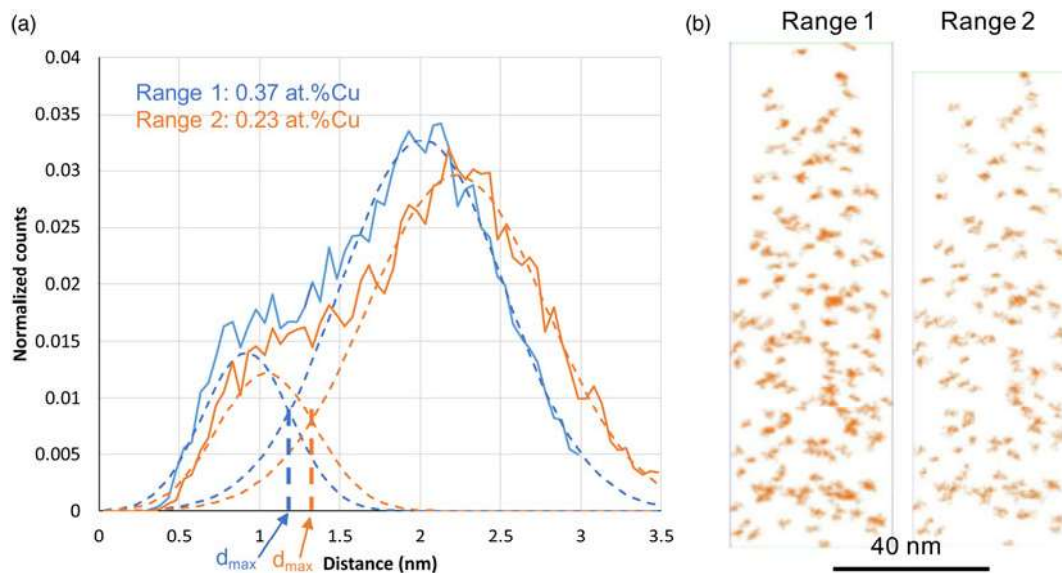 (a)
0.04
0.035
0.03
0.025
0.02
0.015
0.01
0.005
0
Normalized counts
Range 1: 0.37 at.%Cu
Range 2: 0.23 at.%Cu
0 0.5 1 1.5 2 2.5 3 3.5
dmax dmax Distance (nm)
(b)
Range 1 Range 2
40 nm